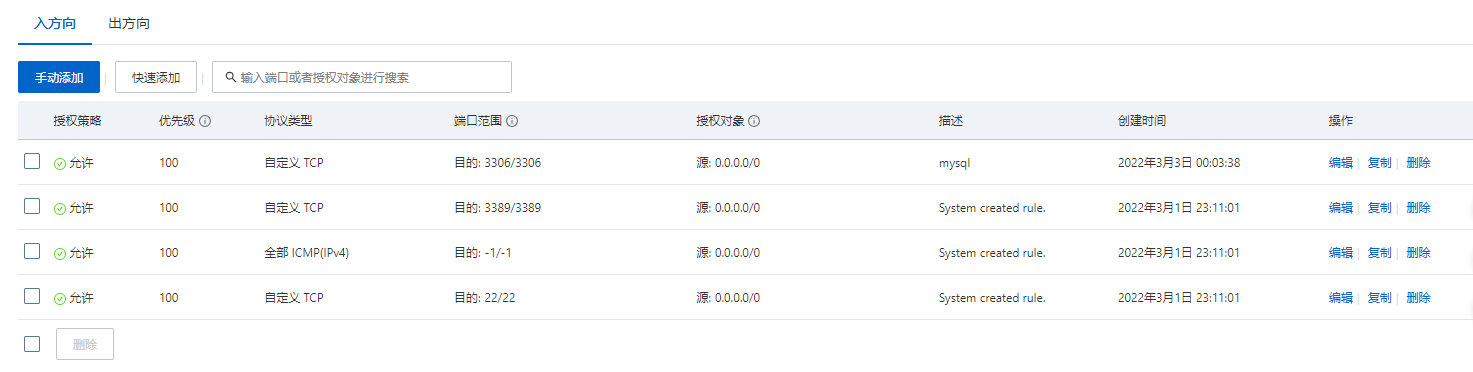 入方向 出方向
手动添加 快速添加 输入端口或者授权对象进行搜索
授权策略 优先级 协议类型 端口范围 授权对象 描述 创建时间 操作
允许 100 自定义 TCP 目的: 3306/3306 源: 0.0.0.0/0 mysql 2022年3月3日 00:03:38 编辑 复制 删除
允许 100 自定义 TCP 目的: 3389/3389 源: 0.0.0.0/0 System created rule. 2022年3月1日 23:11:01 编辑 复制 删除
允许 100 全部 ICMP(IPv4) 目的: -1/-1 源: 0.0.0.0/0 System created rule. 2022年3月1日 23:11:01 编辑 复制 删除
允许 100 自定义 TCP 目的: 22/22 源: 0.0.0.0/0 System created rule. 2022年3月1日 23:11:01 编辑 复制 删除
删除